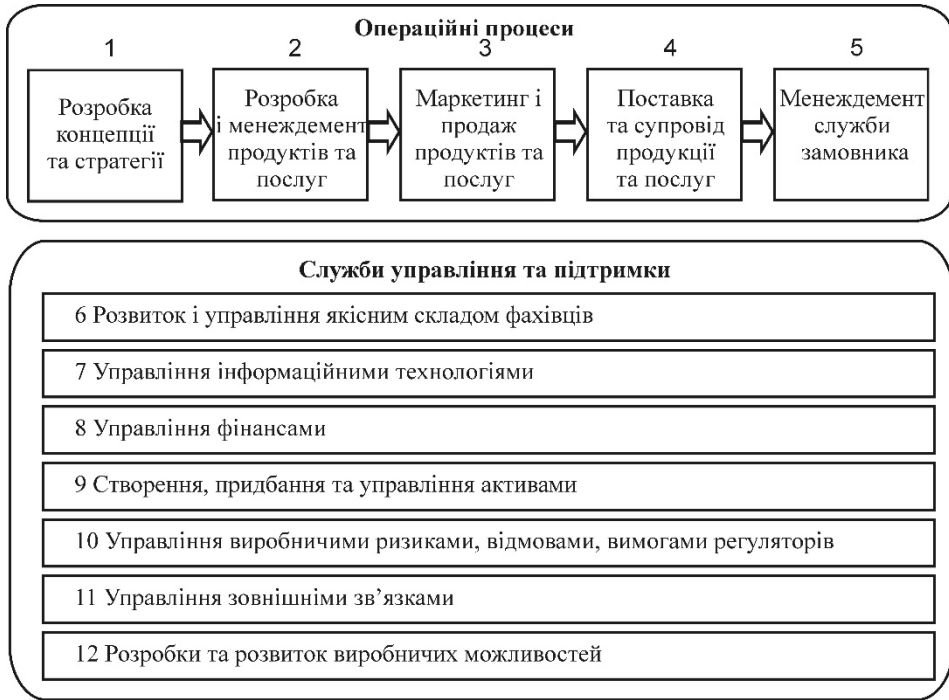 Операційні процеси
1
2
3
4
5
Розробка
концепції
та стратегії
Розробка
і менеждемент
продуктів та
послуг
Маркетинг і
продаж
продуктів та
послуг
Поставка
та супровід
продукції
та послуг
Менеждемент
служби
замовника
Служби управління та підтримки
6 Розвиток і управління якісним складом фахівців
7 Управління інформаційними технологіями
8 Управління фінансами
9 Створення, придбання та управління активами
10 Управління виробничими ризиками, відмовами, вимогами регуляторів
11 Управління зовнішніми зв’язками
12 Розробки та розвиток виробничих можливостей